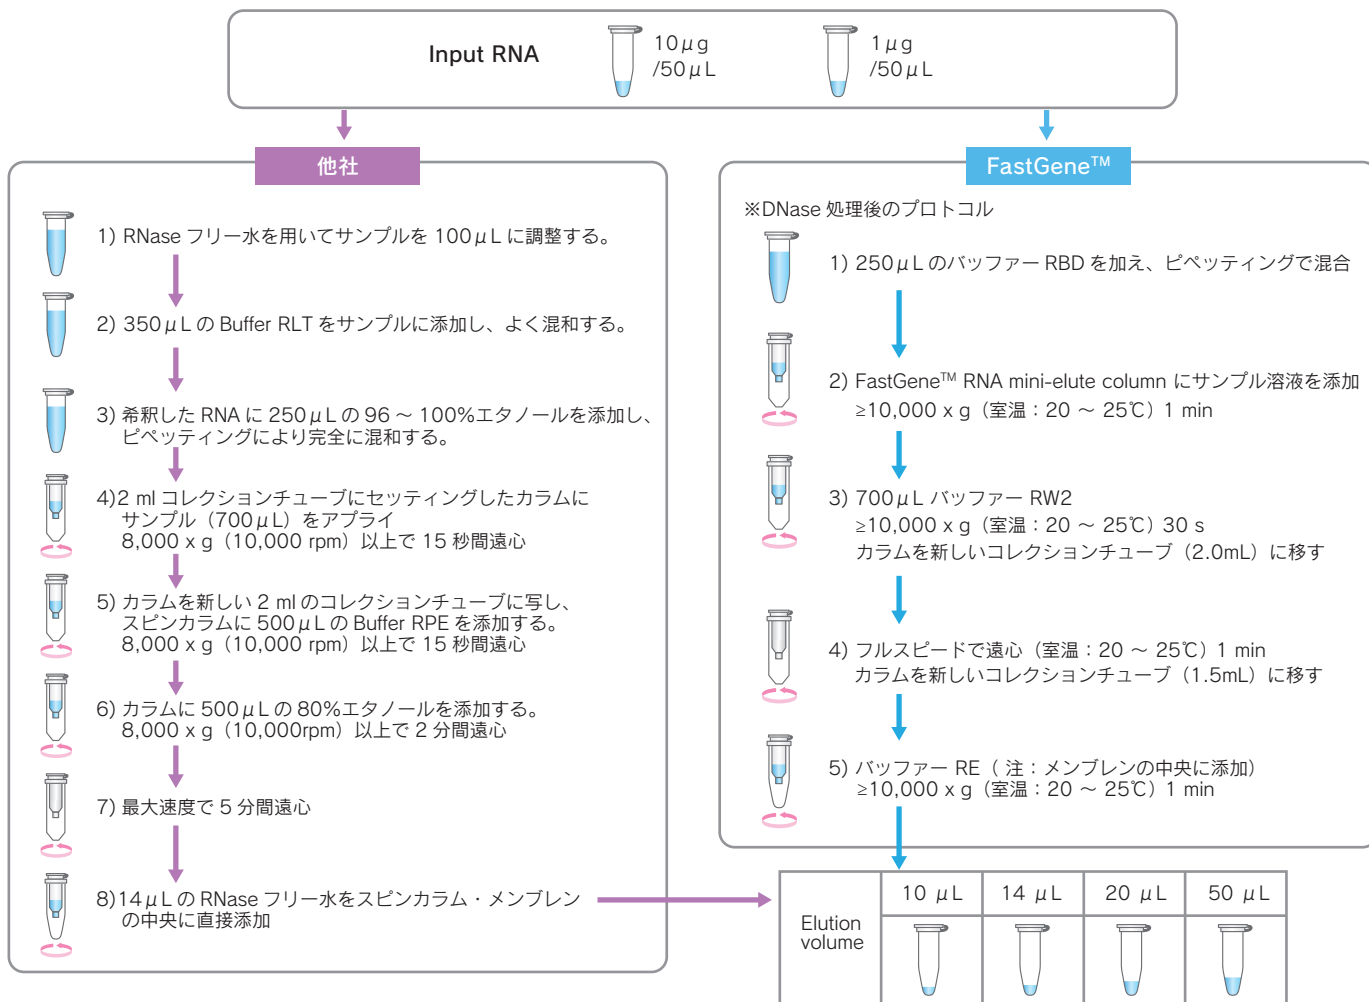 Input RNA
10μg
/50μL
1μg
/50μL
他社
1) RNase フリー水を用いてサンプルを 100μL に調整する。
2) 350μL の Buffer RLT をサンプルに添加し、よく混和する。
3) 希釈した RNA に 250μL の 96 ～ 100%エタノールを添加し、
ピペッティングにより完全に混和する。
4)2 ml コレクションチューブにセッティングしたカラムに
サンプル（700μL）をアプライ
8,000 x g（10,000 rpm）以上で 15 秒間遠心
5) カラムを新しい 2 ml のコレクションチューブに写し、
スピンカラムに 500μL の Buffer RPE を添加する。
8,000 x g（10,000 rpm）以上で 15 秒間遠心
6) カラムに 500μL の 80%エタノールを添加する。
8,000 x g（10,000rpm）以上で 2 分間遠心
7) 最大速度で 5 分間遠心
8)14μL の RNase フリー水をスピンカラム・メンブレン
の中央に直接添加
FastGene™
※DNase 処理後のプロトコル
1) 250μL のバッファー RBD を加え、ピペッティングで混合
2) FastGene™ RNA mini-elute column にサンプル溶液を添加
≥10,000 x g（室温：20 ～ 25℃）1 min
3) 700μL バッファー RW2
≥10,000 x g（室温：20 ～ 25℃）30 s
カラムを新しいコレクションチューブ（2.0mL）に移す
4) フルスピードで遠心（室温：20 ～ 25℃）1 min
カラムを新しいコレクションチューブ（1.5mL）に移す
5) バッファー RE（ 注：メンブレンの中央に添加）
≥10,000 x g（室温：20 ～ 25℃）1 min
Elution
volume
10 μL
14 μL
20 μL
50 μL